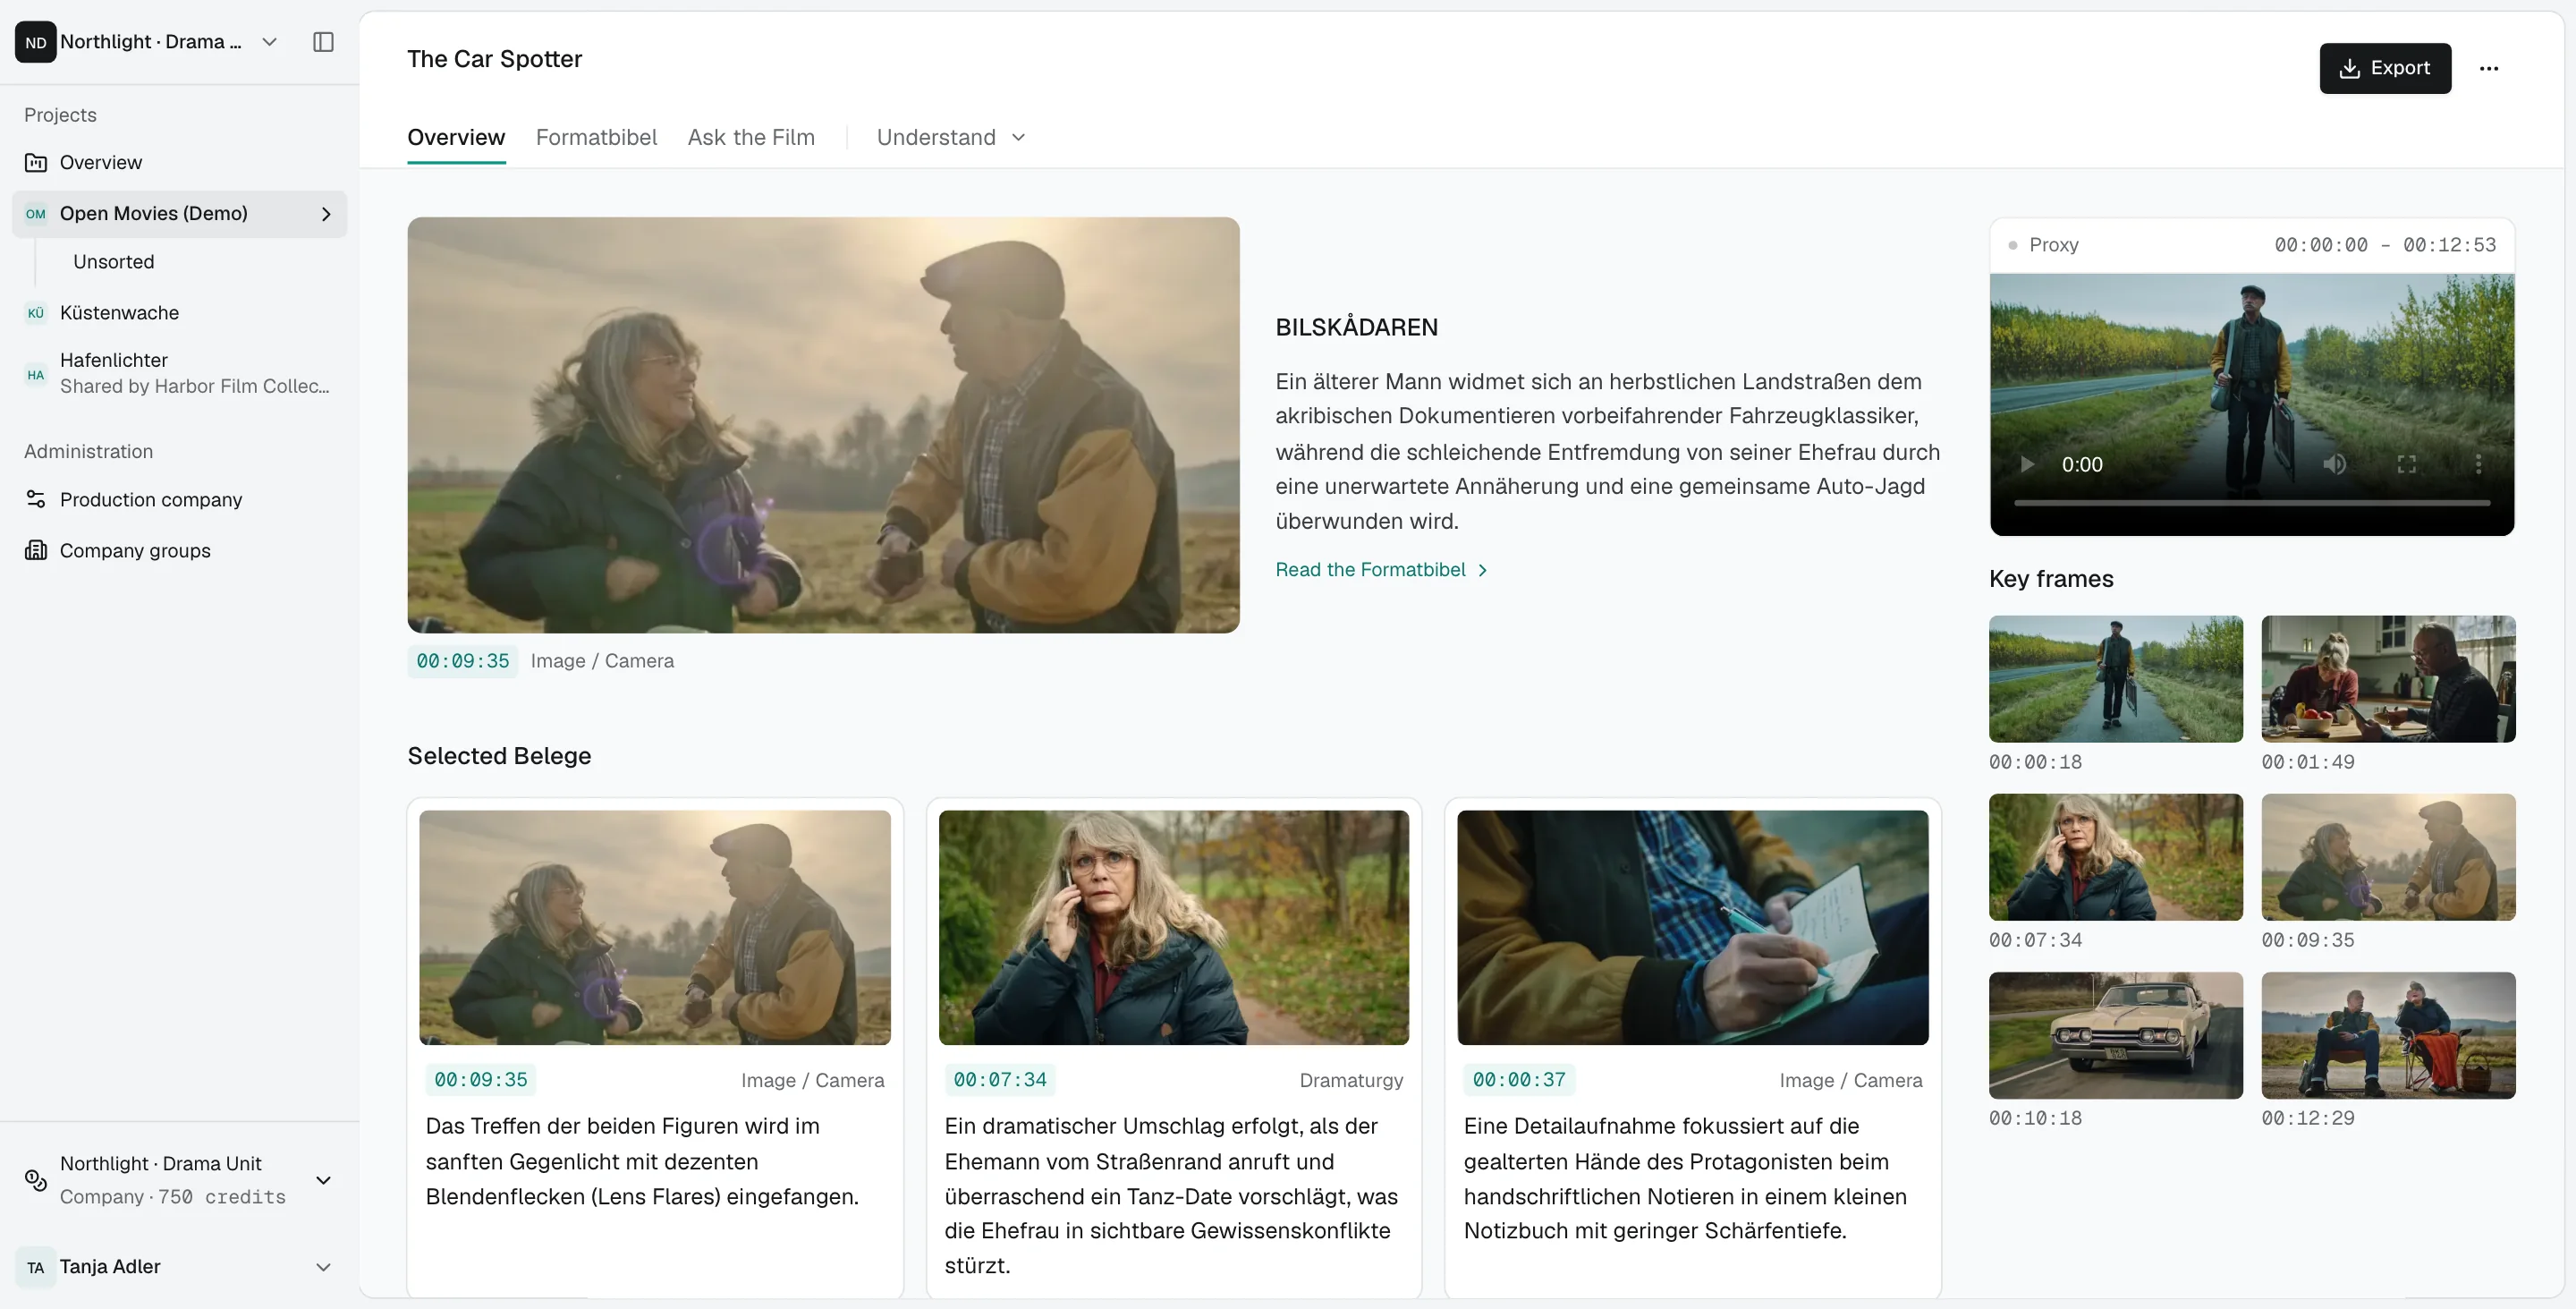 ND Northlight · Drama ...
Projects
Overview
OM Open Movies (Demo)
Unsorted
KÜ Küstenwache
HA Hafenlichter
Shared by Harbor Film Collec...
Administration
Production company
Company groups
Northlight · Drama Unit
Company · 750 credits
TA Tanja Adler
The Car Spotter
Export
Overview Formatbibel Ask the Film Understand
BILSKÅDAREN
Ein älterer Mann widmet sich an herbstlichen Landstraßen dem
akribischen Dokumentieren vorbeifahrender Fahrzeugklassiker,
während die schleichende Entfremdung von seiner Ehefrau durch
eine unerwartete Annäherung und eine gemeinsame Auto-Jagd
überwunden wird.
Read the Formatbibel
00:09:35 Image / Camera
Selected Belege
00:09:35 Image / Camera
Das Treffen der beiden Figuren wird im
sanften Gegenlicht mit dezenten
Blendenflecken (Lens Flares) eingefangen.
00:07:34 Dramaturgy
Ein dramatischer Umschlag erfolgt, als der
Ehemann vom Straßenrand anruft und
überraschend ein Tanz-Date vorschlägt, was
die Ehefrau in sichtbare Gewissenskonflikte
stürzt.
00:00:37 Image / Camera
Eine Detailaufnahme fokussiert auf die
gealterten Hände des Protagonisten beim
handschriftlichen Notieren in einem kleinen
Notizbuch mit geringer Schärfentiefe.
Proxy 00:00:00 – 00:12:53
0:00
Key frames
00:00:18 00:01:49
00:07:34 00:09:35
00:10:18 00:12:29